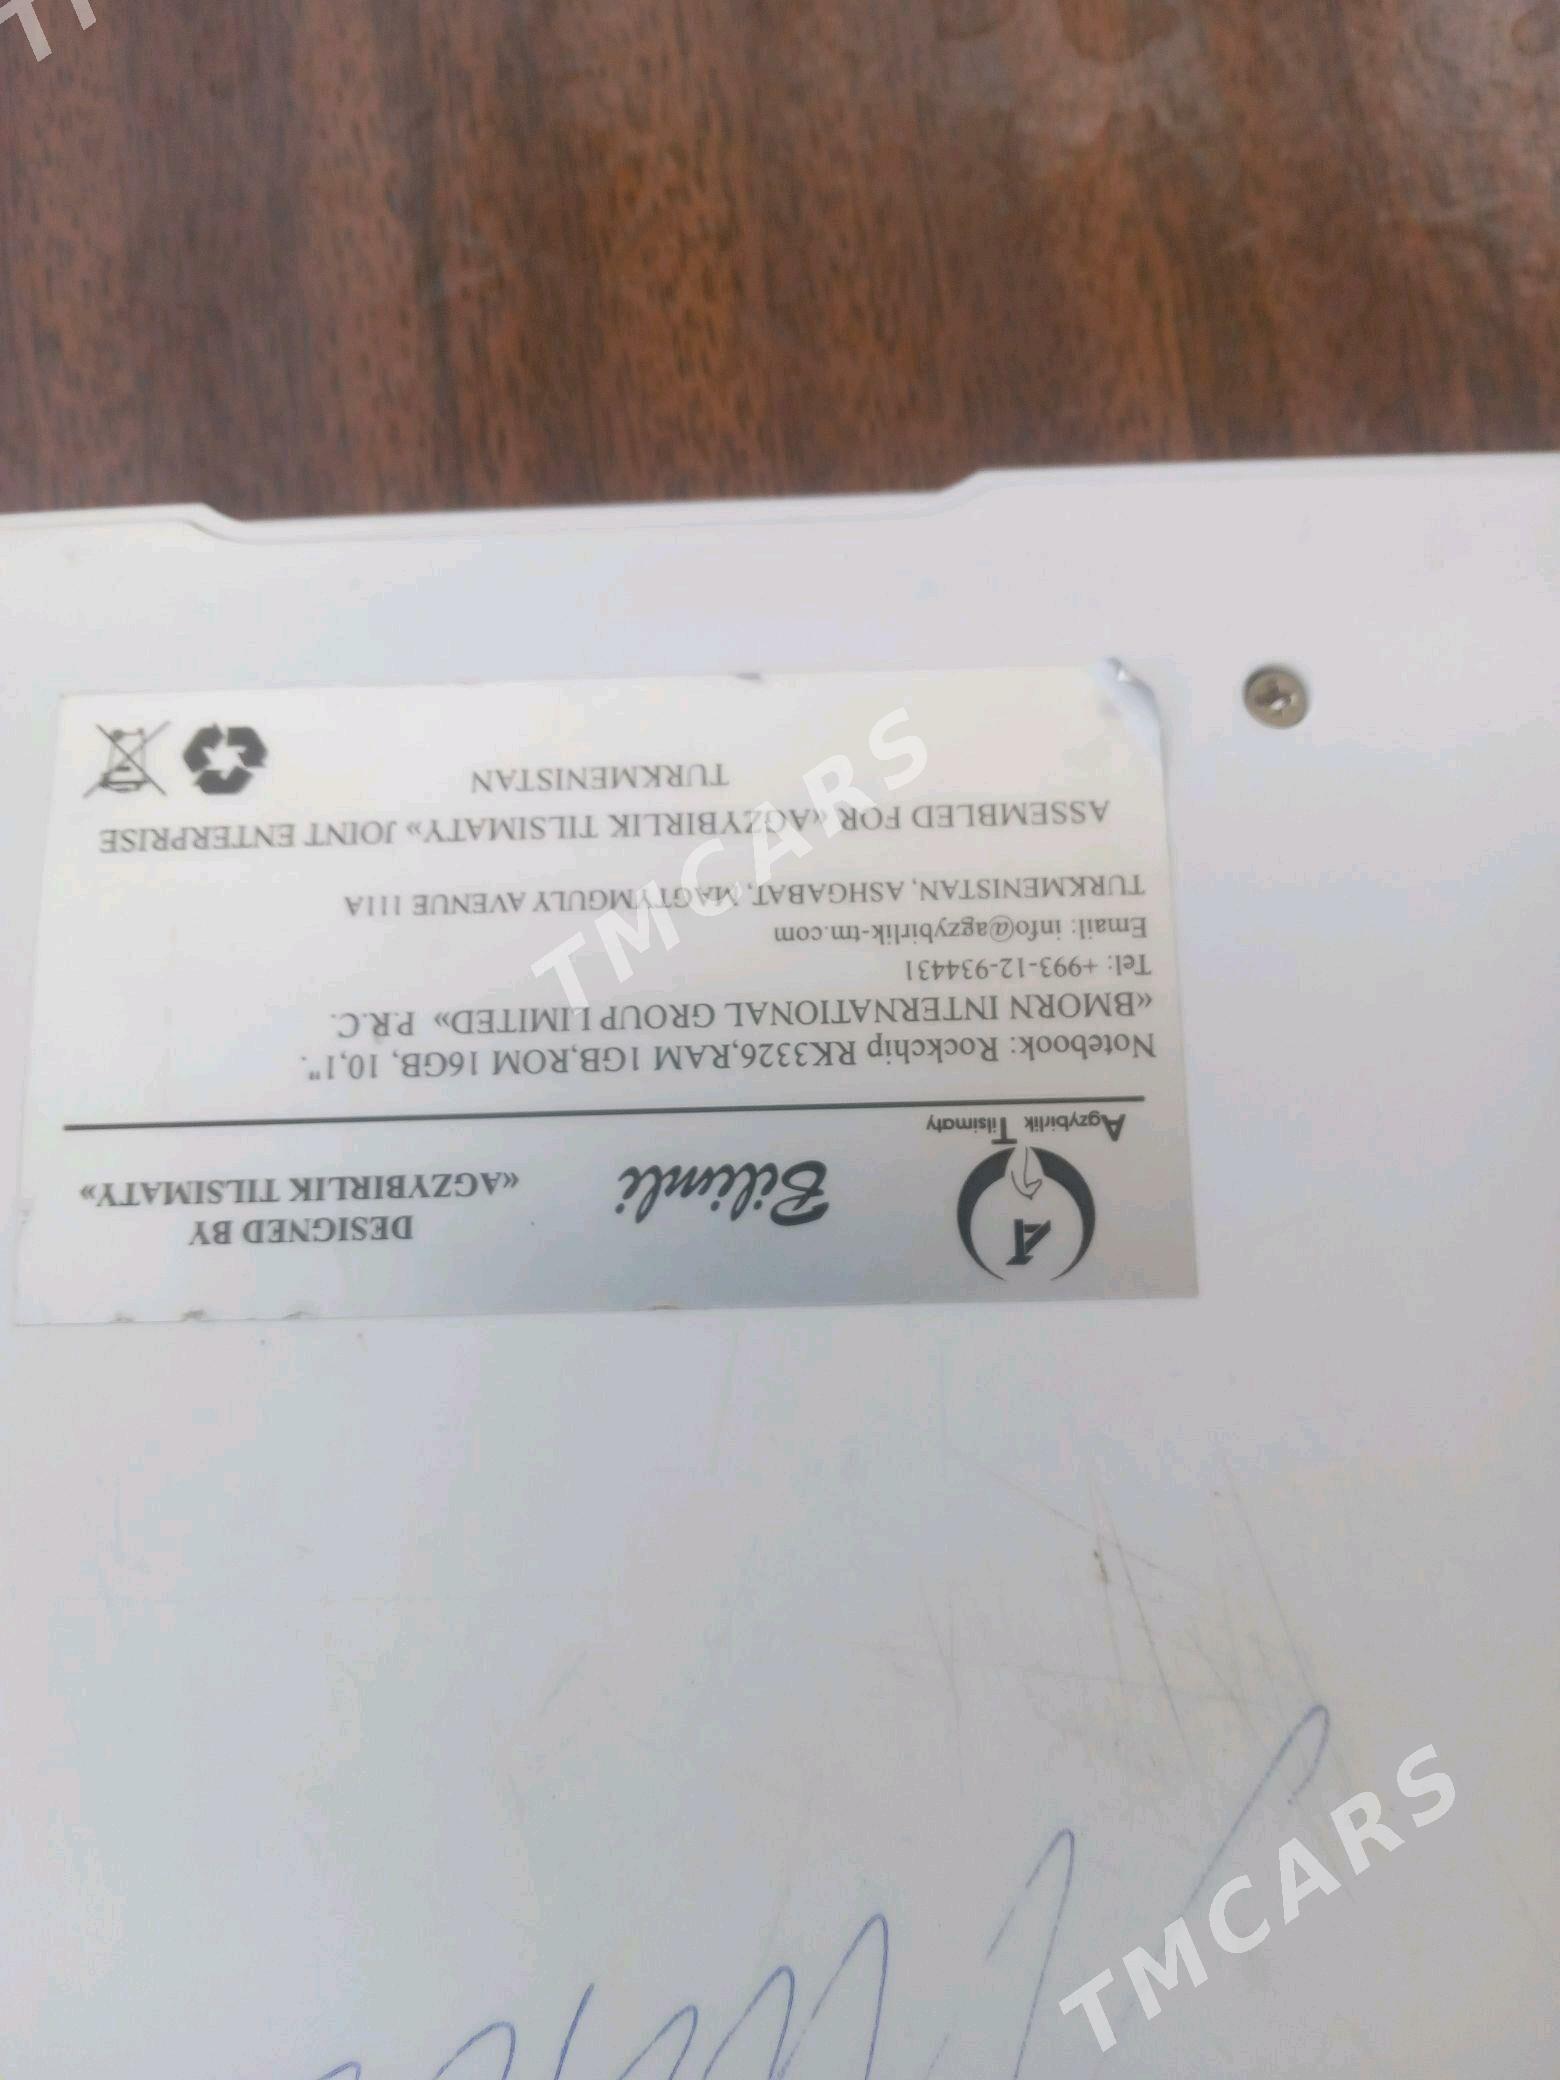 Agzybirlik Tilsimaty
Bilimli
DESIGNED BY
«AGZYBIRLIK TILSIMATY»
Notebook: Rockchip RK3326,RAM 1GB,ROM 16GB, 10,1".
«BMORN INTERNATIONAL GROUP LIMITED» P.R.C.
Tel: +993-12-934431
Email: info@agzybirlik-tm.com
TURKMENISTAN, ASHGABAT, MAGTYMGULY AVENUE 111A
ASSEMBLED FOR «AGZYBIRLIK TILSIMATY» JOINT ENTERPRISE
TURKMENISTAN
TMCARS
TMCARS